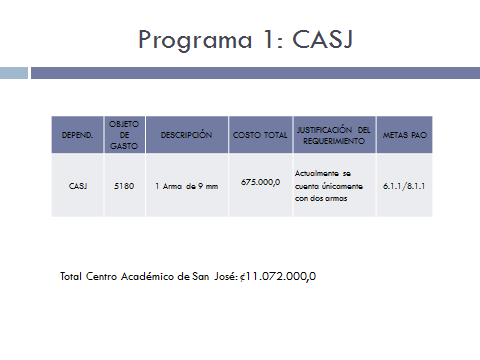 Programa 1: CASJ
DEPEND.
OBJETO
DE
GASTO
DESCRIPCIÓN
COSTO TOTAL
JUSTIFICACIÓN DEL
REQUERIMIENTO
METAS PAO
CASJ
5180
1 Arma de 9 mm
675.000,0
Actualmente se
cuenta únicamente
con dos armas
6.1.1/8.1.1
Total Centro Académico de San José: ¢11.072.000,0